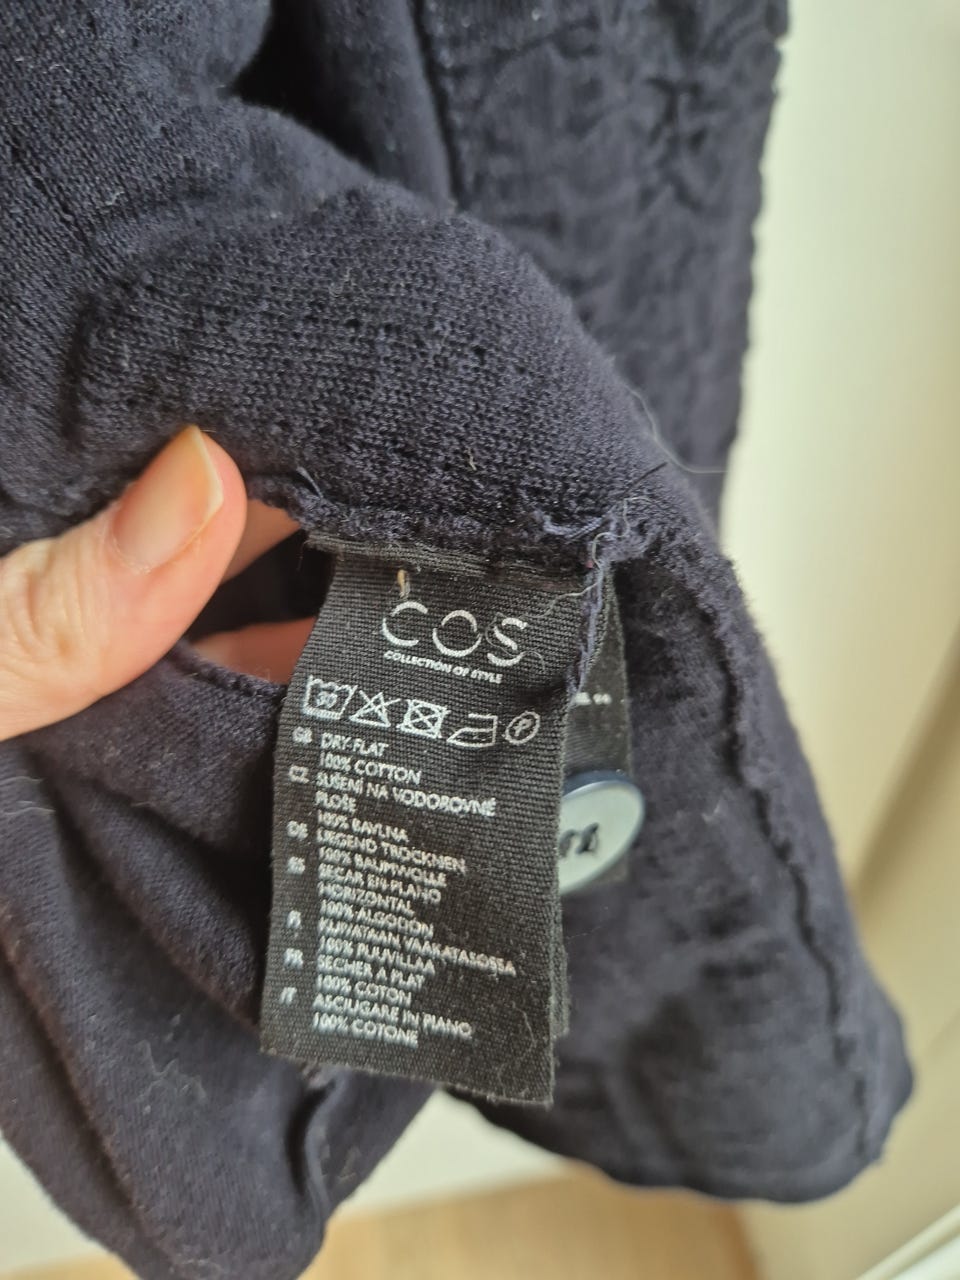 COS
COLLECTION OF STYLE
30
P
GB DRY FLAT
100% COTTON
CZ SUŠENÍ NA VODOROVNÉ
PLOŠE
100% BAVLNA
DE LIEGEND TROCKNEN
100% BAUMWOLLE
ES SECAR EN PLANO
HORIZONTAL
100% ALGODÓN
FI KUIVATAAN VAAKATASOSSA
100% PUUVILLAA
FR SÉCHER À PLAT
100% COTON
IT ASCIUGARE IN PIANO
100% COTONE